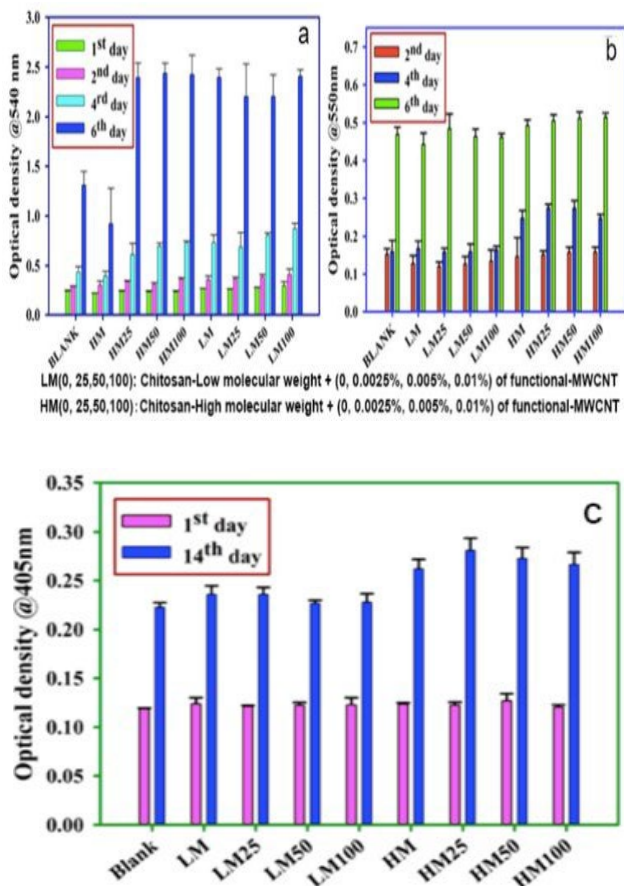 a
3.0
2.5
2.0
1.5
1.0
0.5
0.0
Optical density @540 nm
1st day
2nd day
4rd day
6th day
BLANK
HM
HM25
HM50
HM100
LM
LM25
LM50
LM100
b
0.7
0.6
0.5
0.4
0.3
0.2
0.1
0.0
Optical density @550nm
2nd day
4th day
6th day
BLANK
LM
LM25
LM50
LM100
HM
HM25
HM50
HM100
LM(0, 25,50,100): Chitosan-Low molecular weight + (0, 0.0025%, 0.005%, 0.01%) of functional-MWCNT
HM(0, 25,50,100): Chitosan-High molecular weight + (0, 0.0025%, 0.005%, 0.01%) of functional-MWCNT
C
0.35
0.30
0.25
0.20
0.15
0.10
0.05
0.00
Optical density @405nm
1st day
14th day
Blank
LM
LM25
LM50
LM100
HM
HM25
HM50
HM100